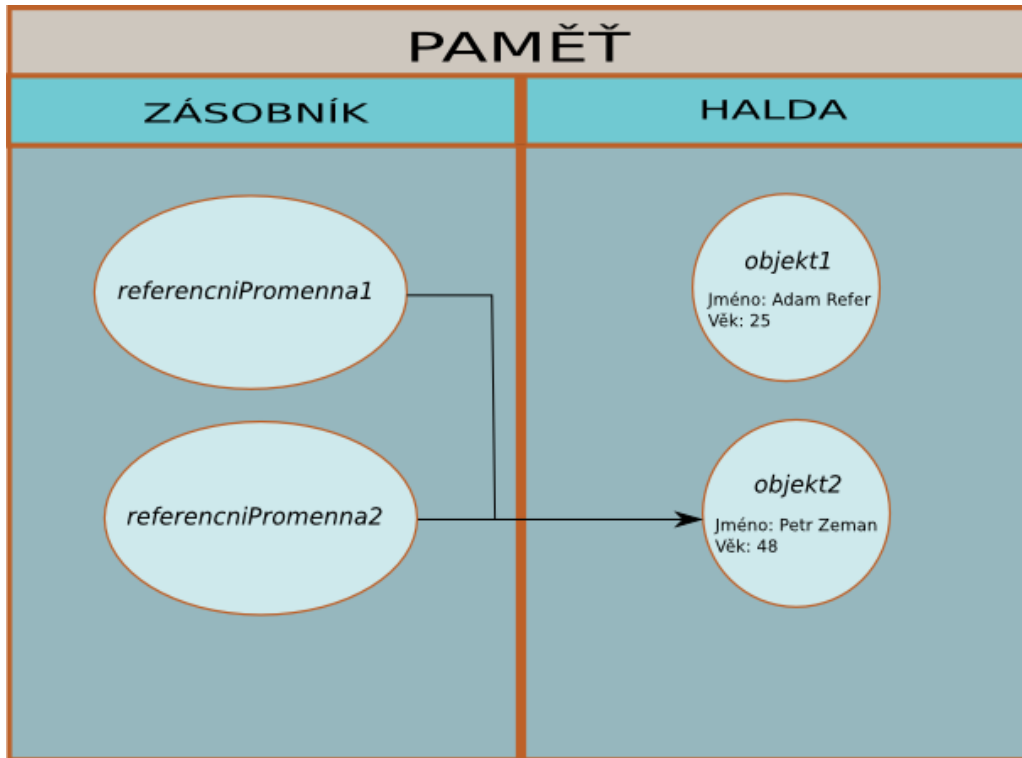 PAMĚŤ
ZÁSOBNÍK
HALDA
referencniPromenna1
objekt1
Jméno: Adam Refer
Věk: 25
referencniPromenna2
objekt2
Jméno: Petr Zeman
Věk: 48